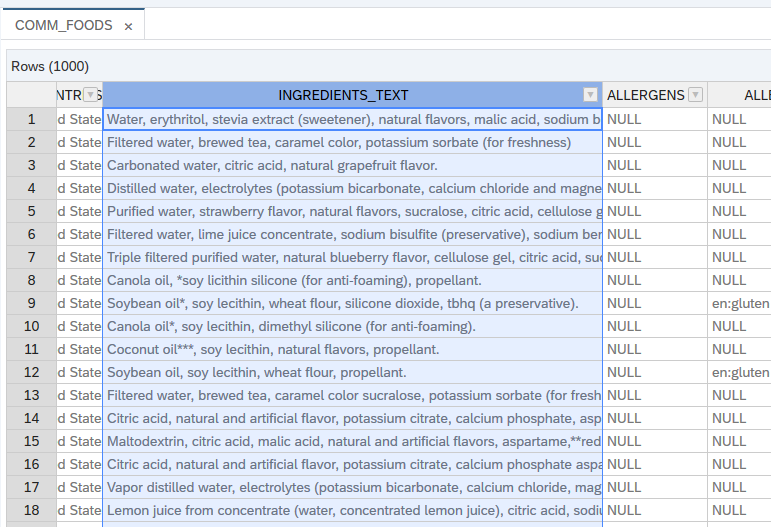 COMM_FOODS ×
Rows (1000)
NTRIES INGREDIENTS_TEXT ALLERGENS ALLE
1 d State Water, erythritol, stevia extract (sweetener), natural flavors, malic acid, sodium b NULL NULL
2 d State Filtered water, brewed tea, caramel color, potassium sorbate (for freshness) NULL NULL
3 d State Carbonated water, citric acid, natural grapefruit flavor. NULL NULL
4 d State Distilled water, electrolytes (potassium bicarbonate, calcium chloride and magne NULL NULL
5 d State Purified water, strawberry flavor, natural flavors, sucralose, citric acid, cellulose g NULL NULL
6 d State Filtered water, lime juice concentrate, sodium bisulfite (preservative), sodium ben NULL NULL
7 d State Triple filtered purified water, natural blueberry flavor, cellulose gel, citric acid, suc NULL NULL
8 d State Canola oil, *soy licithin silicone (for anti-foaming), propellant. NULL NULL
9 d State Soybean oil*, soy lecithin, wheat flour, silicone dioxide, tbhq (a preservative). NULL en:gluten
10 d State Canola oil*, soy lecithin, dimethyl silicone (for anti-foaming). NULL NULL
11 d State Coconut oil***, soy lecithin, natural flavors, propellant. NULL NULL
12 d State Soybean oil, soy lecithin, wheat flour, propellant. NULL en:gluten
13 d State Filtered water, brewed tea, caramel color sucralose, potassium sorbate (for fresh NULL NULL
14 d State Citric acid, natural and artificial flavor, potassium citrate, calcium phosphate, asp NULL NULL
15 d State Maltodextrin, citric acid, malic acid, natural and artificial flavors, aspartame,**red NULL NULL
16 d State Citric acid, natural and artificial flavor, potassium citrate, calcium phosphate aspa NULL NULL
17 d State Vapor distilled water, electrolytes (potassium bicarbonate, calcium chloride, mag NULL NULL
18 d State Lemon juice from concentrate (water, concentrated lemon juice), citric acid, sodiu NULL NULL